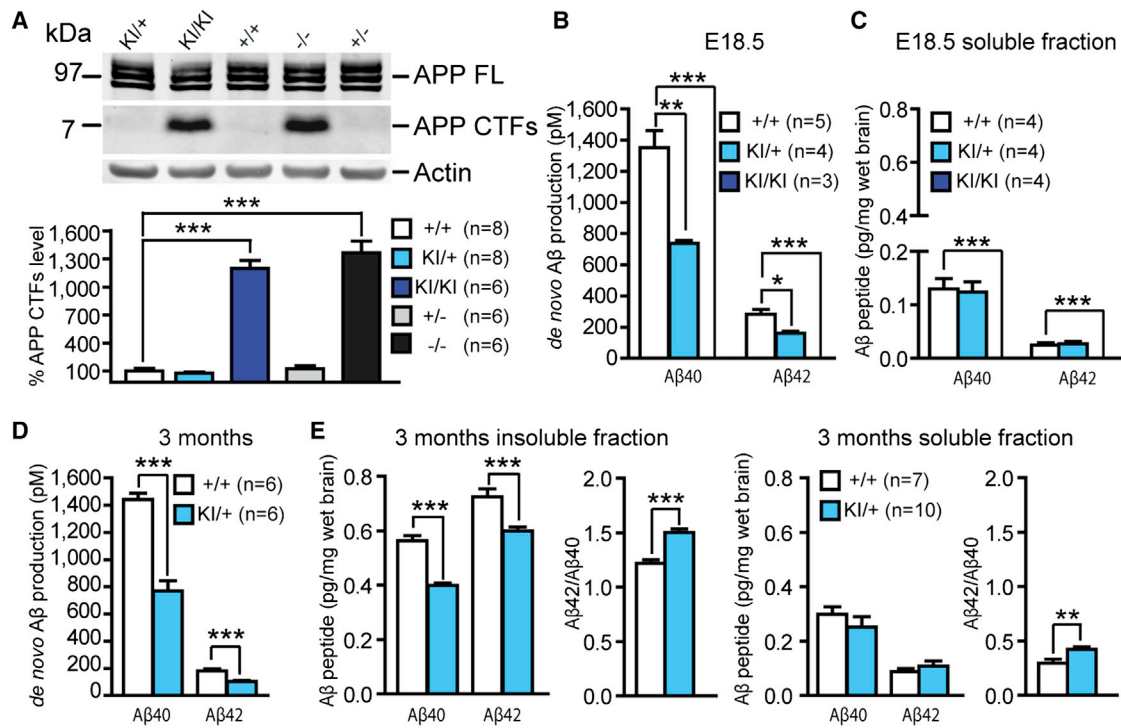 A
kDa
KI/+ KI/KI +/+ -/- +/-
97 APP FL
7 APP CTFs
Actin
% APP CTFs level
1,600
1,300
1,000
700
400
100
***
***
+/+ (n=8)
KI/+ (n=8)
KI/KI (n=6)
+/- (n=6)
-/- (n=6)
B
E18.5
de novo Aβ production (pM)
1,600
1,400
1,200
1,000
800
600
400
200
0
***
**
***
*
+/+ (n=5)
KI/+ (n=4)
KI/KI (n=3)
Aβ40 Aβ42
C
E18.5 soluble fraction
Aβ peptide (pg/mg wet brain)
0.8
0.6
0.4
0.2
0.1
0.0
***
***
+/+ (n=4)
KI/+ (n=4)
KI/KI (n=4)
Aβ40 Aβ42
D
3 months
de novo Aβ production (pM)
1,600
1,400
1,200
1,000
800
600
400
200
0
***
***
+/+ (n=6)
KI/+ (n=6)
Aβ40 Aβ42
E
3 months insoluble fraction
Aβ peptide (pg/mg wet brain)
0.8
0.6
0.4
0.2
0.0
***
***
Aβ40 Aβ42
Aβ42/Aβ40
2.0
1.5
1.0
0.5
0.0
***
3 months soluble fraction
Aβ peptide (pg/mg wet brain)
0.8
0.6
0.4
0.2
0.0
+/+ (n=7)
KI/+ (n=10)
Aβ40 Aβ42
Aβ42/Aβ40
2.0
1.5
1.0
0.5
0.0
**